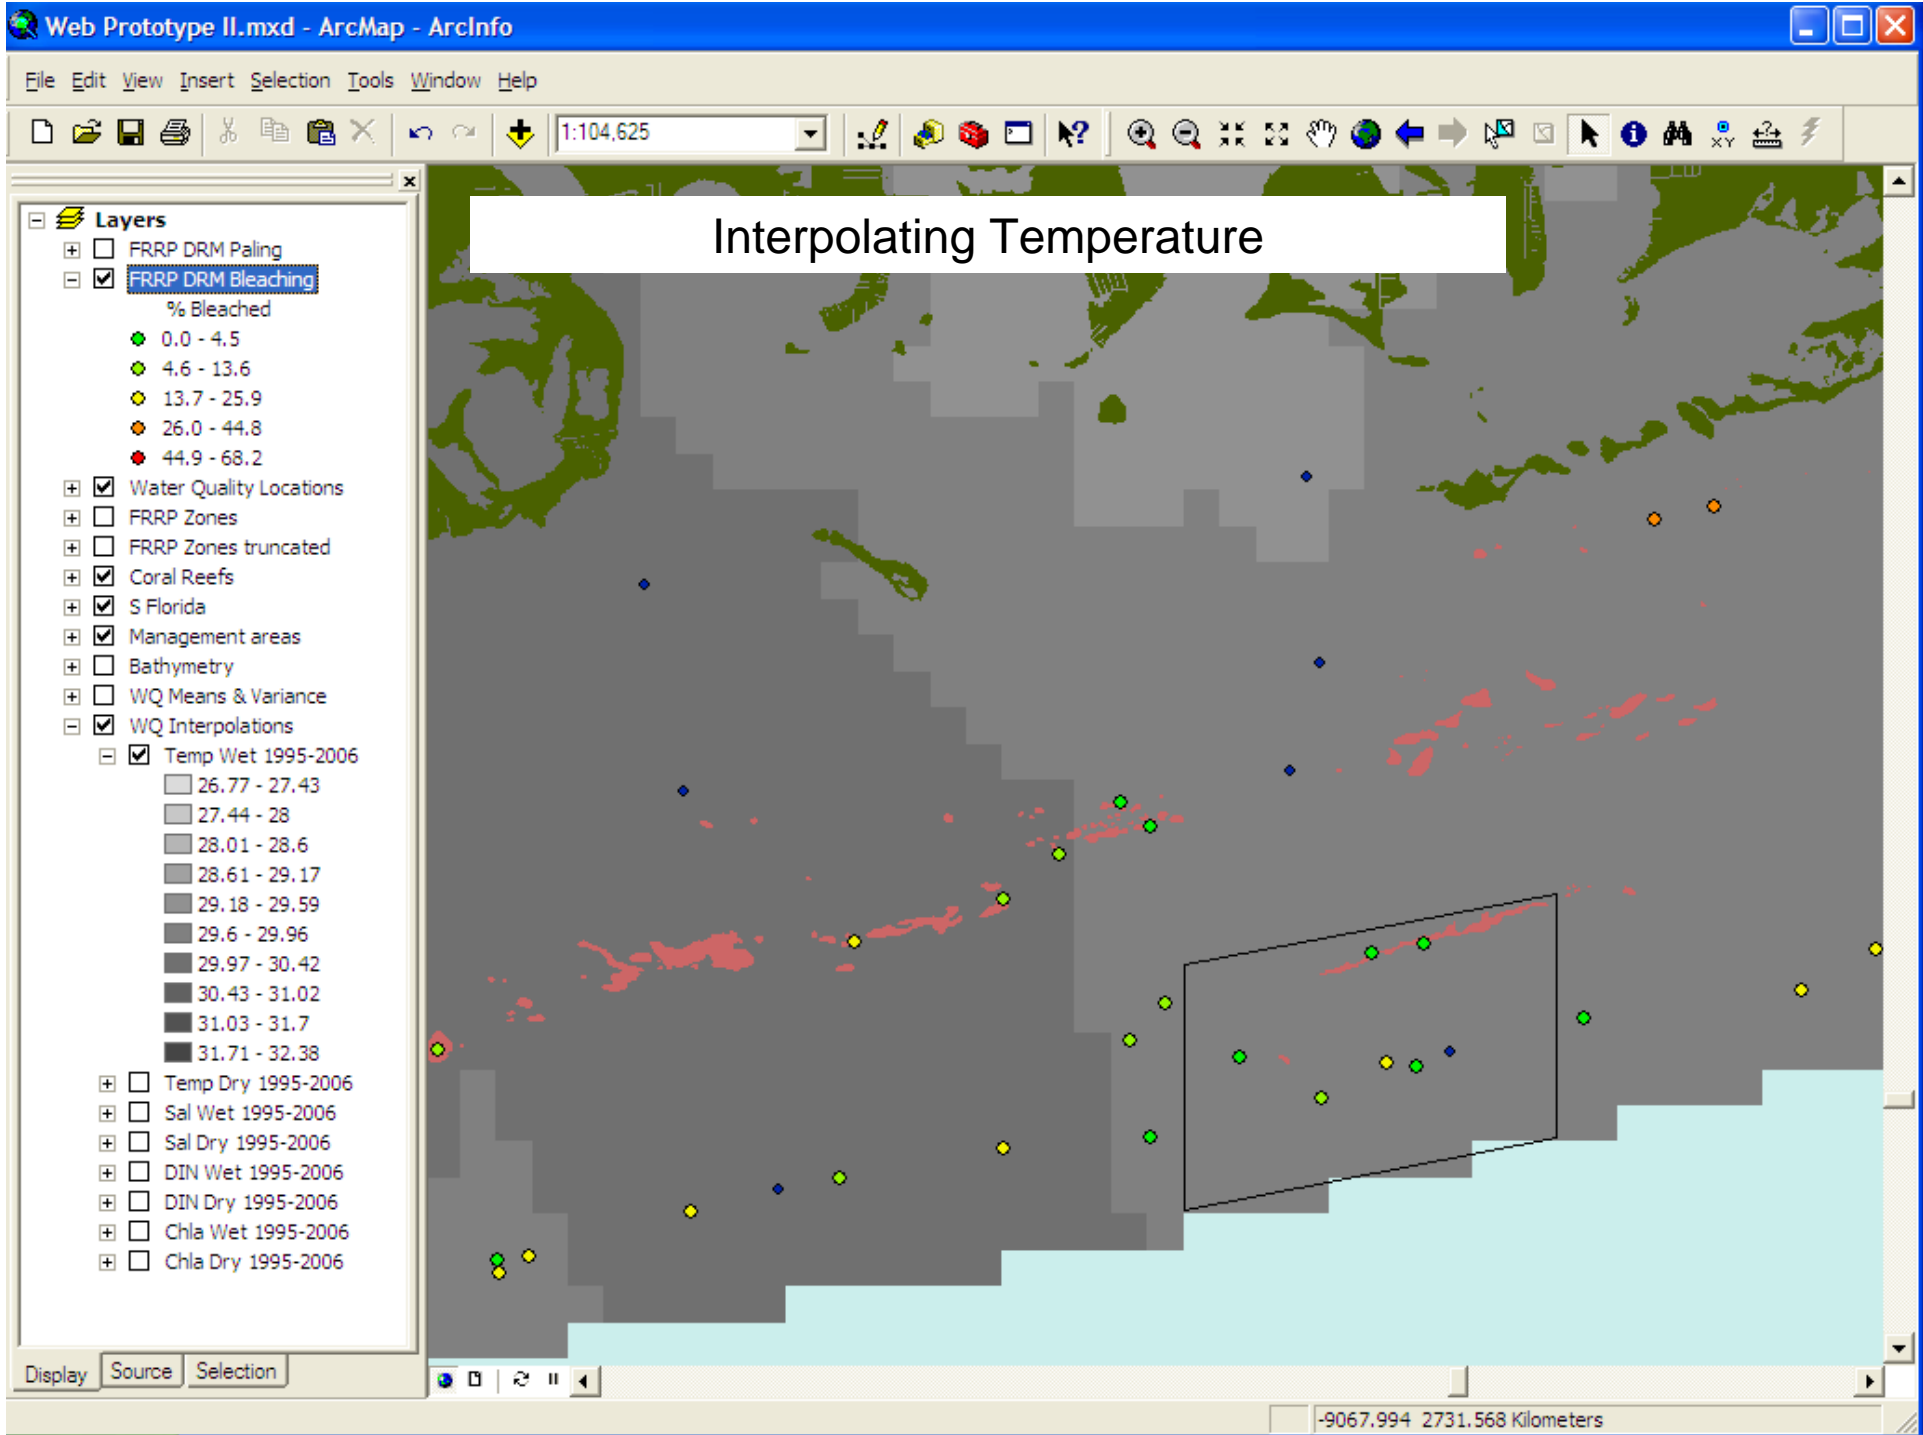 Web Prototype II.mxd - ArcMap - ArcInfo
File Edit View Insert Selection Tools Window Help
1:104,625
Layers
FRRP DRM Paling
FRRP DRM Bleaching
% Bleached
0.0 - 4.5
4.6 - 13.6
13.7 - 25.9
26.0 - 44.8
44.9 - 68.2
Water Quality Locations
FRRP Zones
FRRP Zones truncated
Coral Reefs
S Florida
Management areas
Bathymetry
WQ Means & Variance
WQ Interpolations
Temp Wet 1995-2006
26.77 - 27.43
27.44 - 28
28.01 - 28.6
28.61 - 29.17
29.18 - 29.59
29.6 - 29.96
29.97 - 30.42
30.43 - 31.02
31.03 - 31.7
31.71 - 32.38
Temp Dry 1995-2006
Sal Wet 1995-2006
Sal Dry 1995-2006
DIN Wet 1995-2006
DIN Dry 1995-2006
Chla Wet 1995-2006
Chla Dry 1995-2006
Display Source Selection
Interpolating Temperature
-9067.994 2731.568 Kilometers